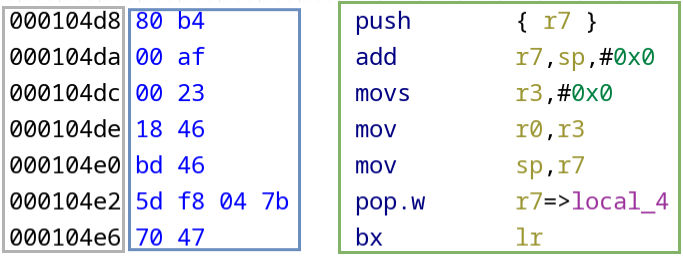 000104d8 80 b4 push { r7 }
000104da 00 af add r7,sp,#0x0
000104dc 00 23 movs r3,#0x0
000104de 18 46 mov r0,r3
000104e0 bd 46 mov sp,r7
000104e2 5d f8 04 7b pop.w r7=>local_4
000104e6 70 47 bx lr